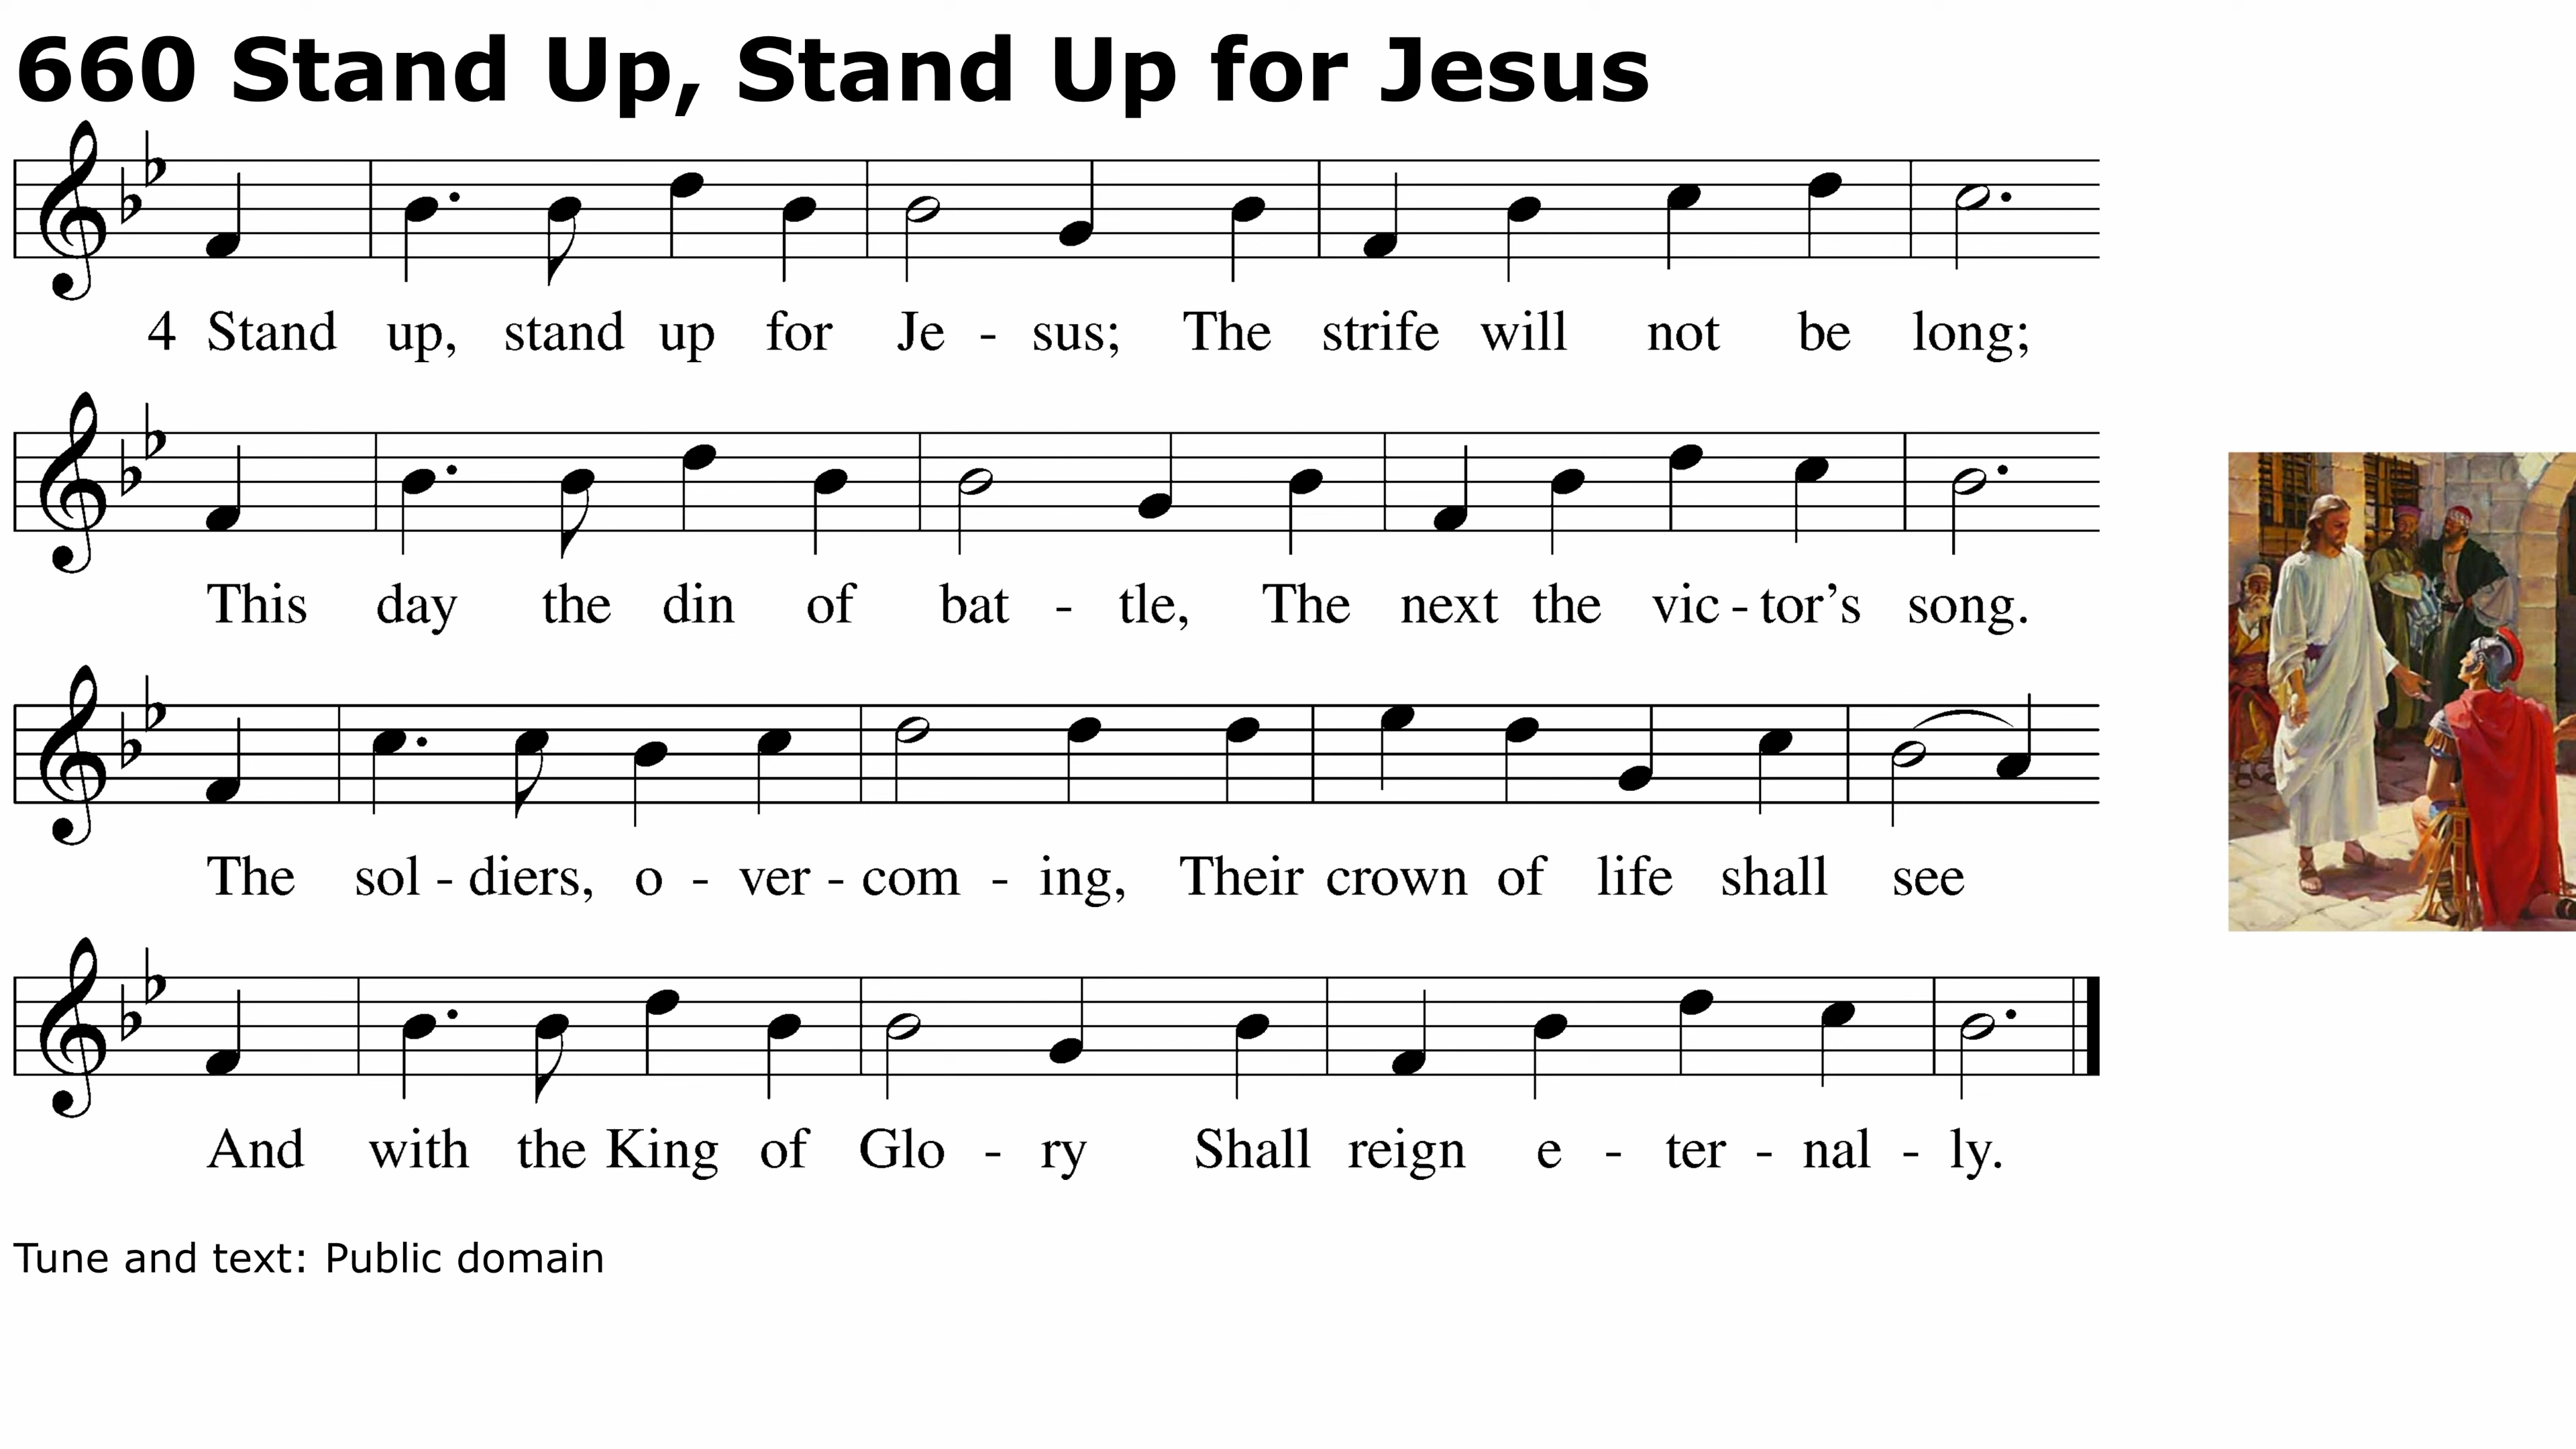 660 Stand Up, Stand Up for Jesus
4 Stand up, stand up for Je - sus; The strife will not be long;
This day the din of bat - tle, The next the vic - tor’s song.
The sol - diers, o - ver - com - ing, Their crown of life shall see
And with the King of Glo - ry Shall reign e - ter - nal - ly.
Tune and text: Public domain